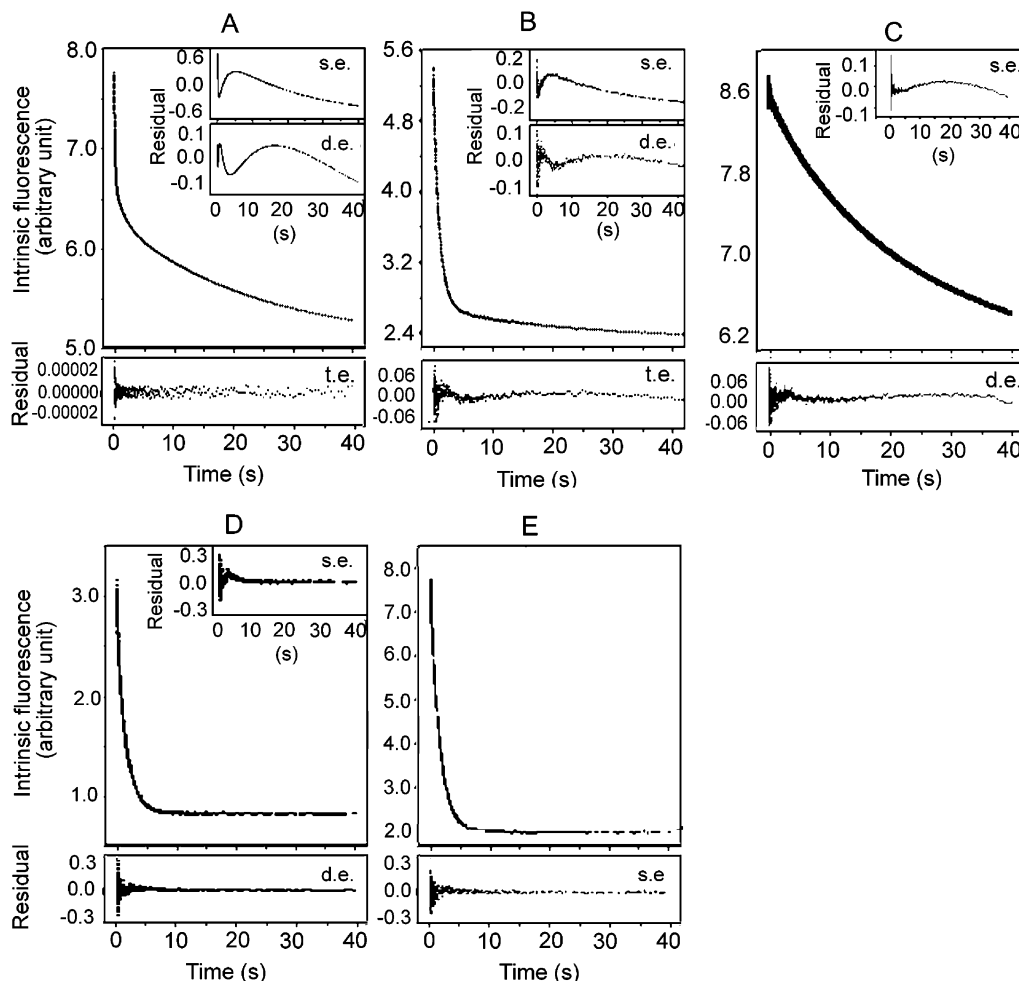 A
Intrinsic fluorescence
(arbitrary unit)
8.0
7.0
6.0
5.0
Residual
0.6
0.0
-0.6
s.e.
0.1
0.0
-0.1
d.e.
0 10 20 30 40
(s)
Residual
0.00002
0.00000
-0.00002
t.e.
0 10 20 30 40
Time (s)
B
5.6
4.8
4.0
3.2
2.4
Residual
0.2
0.0
-0.2
s.e.
0.1
0.0
-0.1
d.e.
0 10 20 30 40
(s)
0.06
0.00
-0.06
t.e.
0 10 20 30 40
Time (s)
C
8.6
7.8
7.0
6.2
Residual
0.1
0.0
-0.1
s.e.
0 10 20 30 40
(s)
0.06
0.00
-0.06
d.e.
0 10 20 30 40
Time (s)
D
Intrinsic fluorescence
(arbitrary unit)
3.0
2.0
1.0
Residual
0.3
0.0
-0.3
s.e.
0 10 20 30 40
(s)
Residual
0.3
0.0
-0.3
d.e.
0 10 20 30 40
Time (s)
E
8.0
7.0
6.0
5.0
4.0
3.0
2.0
0.3
0.0
-0.3
s.e
0 10 20 30 40
Time (s)